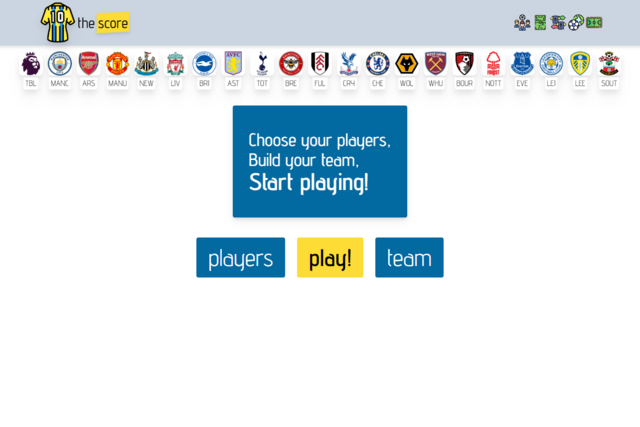 10
the score
TBL MANC ARS MANU NEW LIV BRI AST TOT BRE FUL CRY CHE WOL WHU BOUR NOTT EVE LEI LEE SOUT
Choose your players,
Build your team,
Start playing!
players play! team